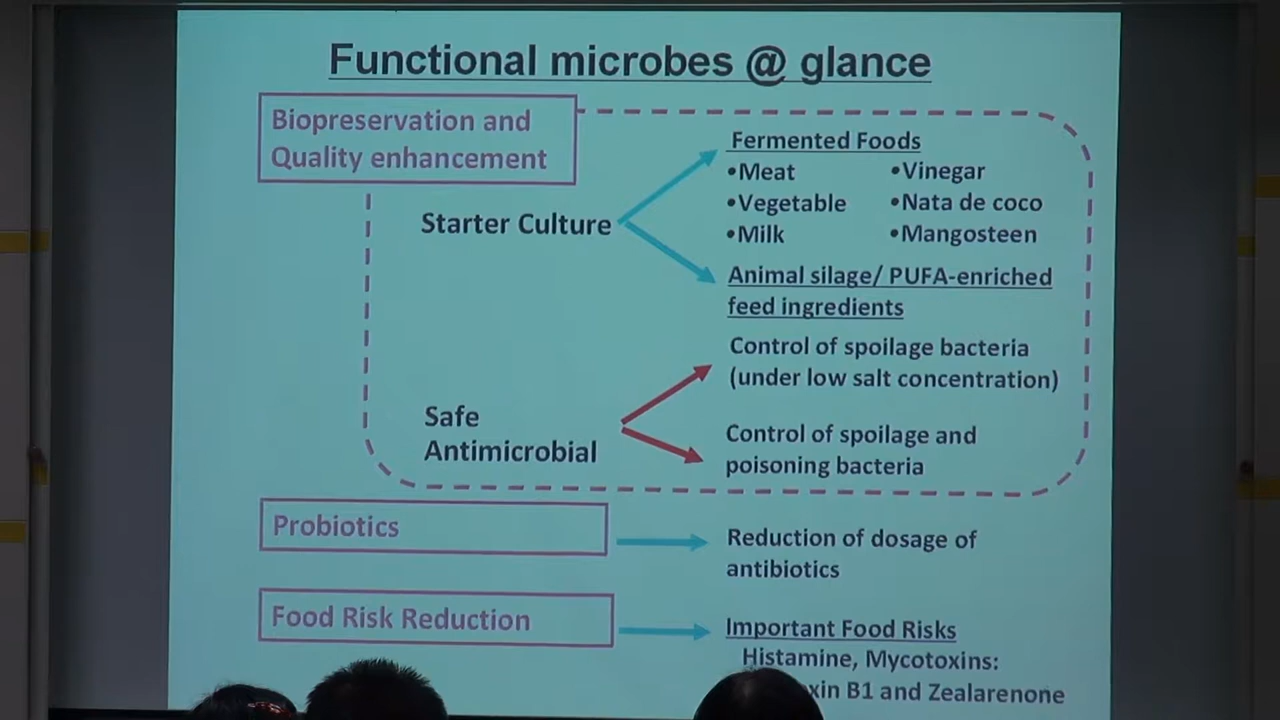 Functional microbes @ glance
Biopreservation and
Quality enhancement
Starter Culture
Fermented Foods
•Meat
•Vegetable
•Milk
•Vinegar
•Nata de coco
•Mangosteen
Animal silage/ PUFA-enriched
feed ingredients
Safe
Antimicrobial
Control of spoilage bacteria
(under low salt concentration)
Control of spoilage and
poisoning bacteria
Probiotics
Reduction of dosage of
antibiotics
Food Risk Reduction
Important Food Risks
Histamine, Mycotoxins:
B1 and Zealarenone